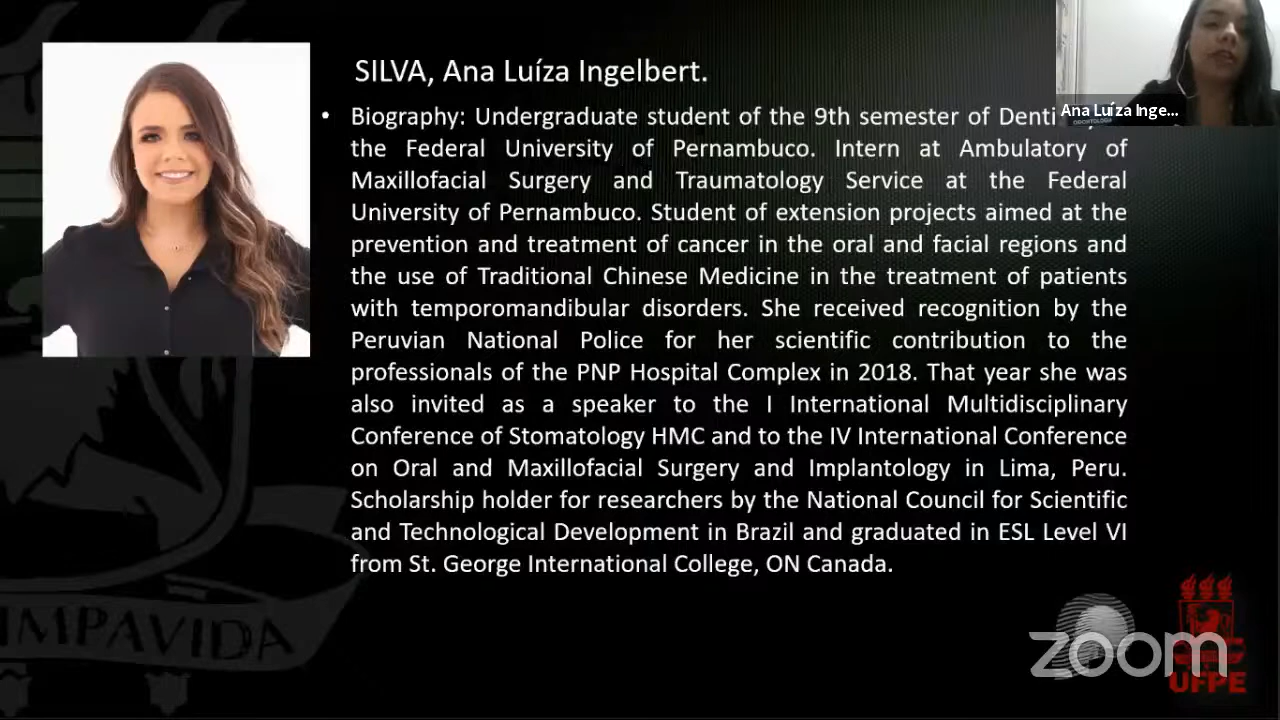 SILVA, Ana Luíza Ingelbert.
Ana Luíza Inge...
• Biography: Undergraduate student of the 9th semester of Denti
the Federal University of Pernambuco. Intern at Ambulatory of
Maxillofacial Surgery and Traumatology Service at the Federal
University of Pernambuco. Student of extension projects aimed at the
prevention and treatment of cancer in the oral and facial regions and
the use of Traditional Chinese Medicine in the treatment of patients
with temporomandibular disorders. She received recognition by the
Peruvian National Police for her scientific contribution to the
professionals of the PNP Hospital Complex in 2018. That year she was
also invited as a speaker to the I International Multidisciplinary
Conference of Stomatology HMC and to the IV International Conference
on Oral and Maxillofacial Surgery and Implantology in Lima, Peru.
Scholarship holder for researchers by the National Council for Scientific
and Technological Development in Brazil and graduated in ESL Level VI
from St. George International College, ON Canada.
IMPAVIDA
zoom
UFPE